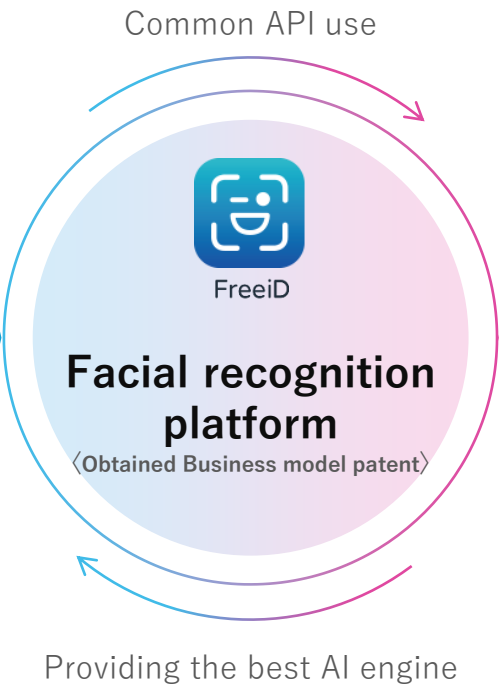 Common API use
FreeiD
Facial recognition
platform
〈Obtained Business model patent〉
Providing the best AI engine